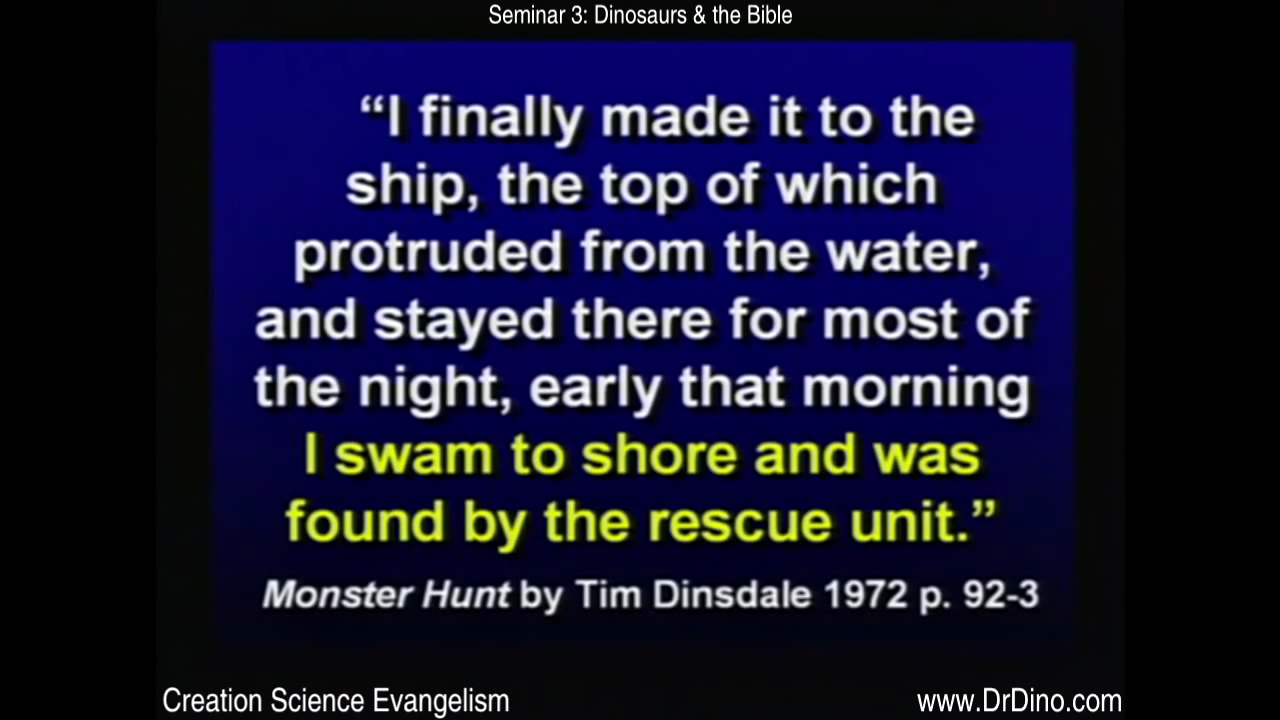 Seminar 3: Dinosaurs & the Bible
“I finally made it to the
ship, the top of which
protruded from the water,
and stayed there for most of
the night, early that morning
I swam to shore and was
found by the rescue unit.”
Monster Hunt by Tim Dinsdale 1972 p. 92-3
Creation Science Evangelism
www.DrDino.com